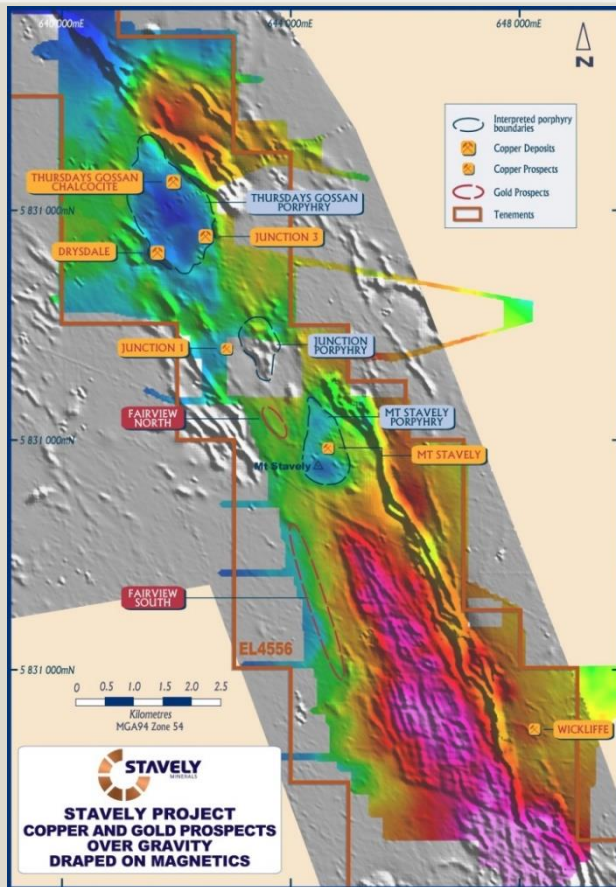 640 000mE
644 000mE
648 000mE
N
Interpreted porphyry
boundaries
Copper Deposits
Copper Prospects
Gold Prospects
Tenements
THURSDAYS GOSSAN
CHALCOCITE
THURSDAYS GOSSAN
PORPYHRY
5 831 000mN
JUNCTION 3
DRYSDALE
JUNCTION 1
JUNCTION
PORPYHRY
FAIRVIEW
NORTH
MT STAVELY
PORPYHRY
5 831 000mN
MT STAVELY
Mt Stavely
FAIRVIEW
SOUTH
EL4556
5 831 000mN
0 0.5 1.0 1.5 2.0 2.5
Kilometres
MGA94 Zone 54
WICKLIFFE
STAVELY
MINERALS
STAVELY PROJECT
COPPER AND GOLD PROSPECTS
OVER GRAVITY
DRAPED ON MAGNETICS